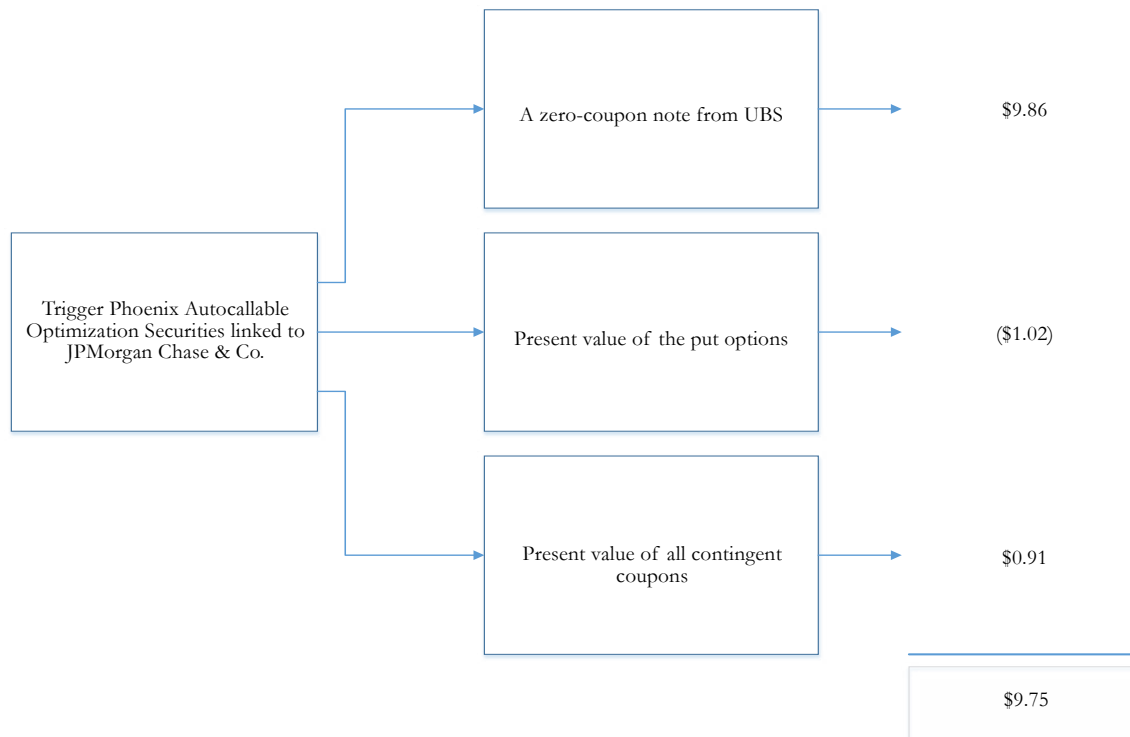 A zero-coupon note from UBS
$9.86
Trigger Phoenix Autocallable
Optimization Securities linked to
JPMorgan Chase & Co.
Present value of the put options
($1.02)
Present value of all contingent
coupons
$0.91
$9.75